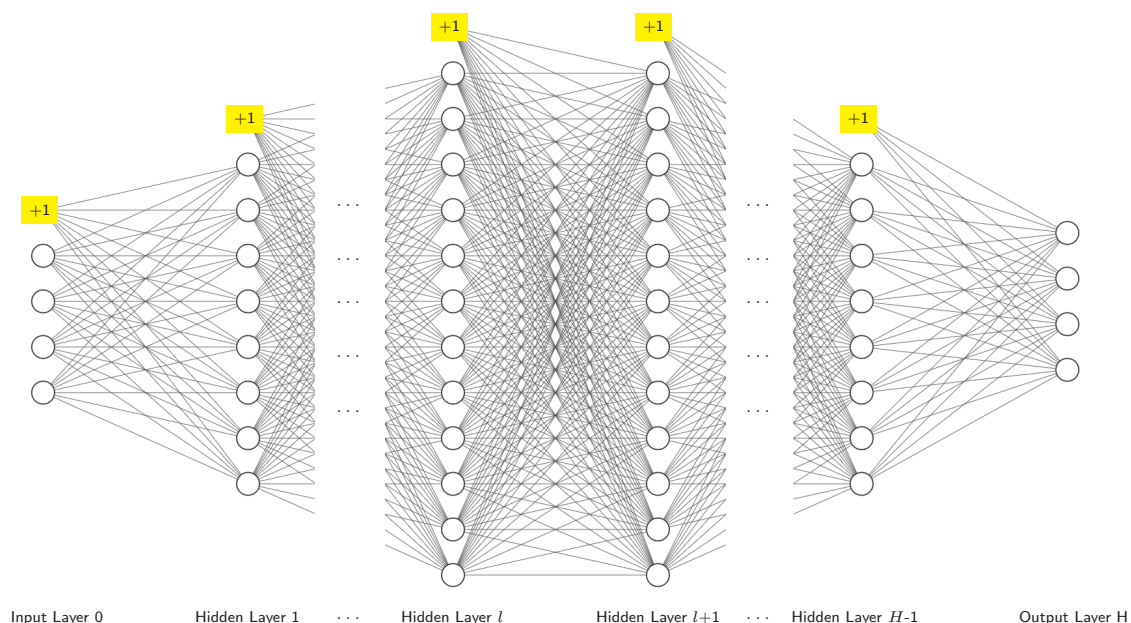 +1
+1
+1
+1
+1
. . .
. . .
. . .
. . .
. . .
. . .
. . .
. . .
. . .
. . .
Input Layer 0 Hidden Layer 1 . . . Hidden Layer l Hidden Layer l+1 . . . Hidden Layer H-1 Output Layer H